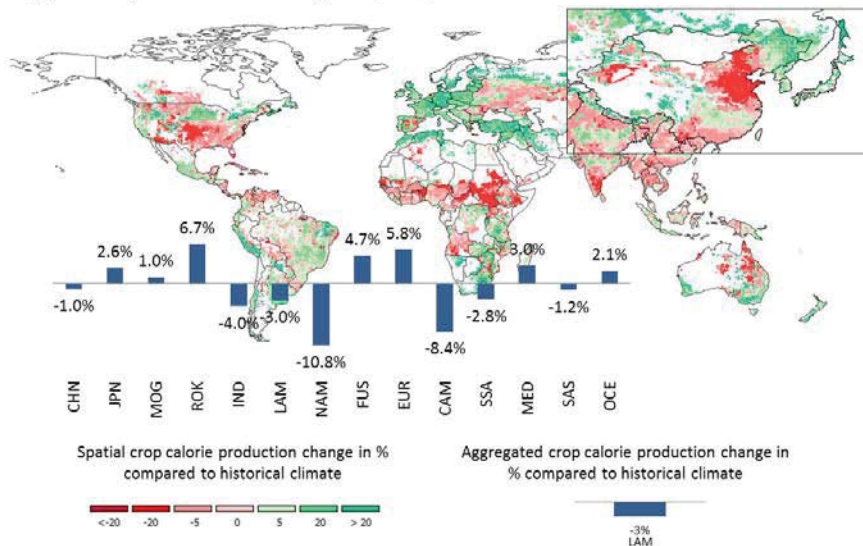 6.7%
5.8%
4.7%
2.6%
3.0%
2.1%
1.0%
-1.0%
-4.0%
-3.0%
-2.8%
-1.2%
-10.8%
-8.4%
CHN JPN MOG ROK IND LAM NAM FUS EUR CAM SSA MED SAS OCE
Spatial crop calorie production change in %
compared to historical climate
<-20 -20 -5 0 5 20 > 20
Aggregated crop calorie production change in
% compared to historical climate
-3%
LAM